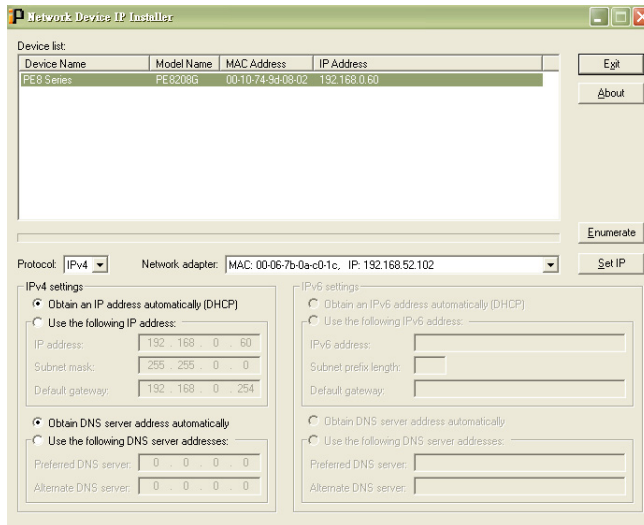 Network Device IP Installer
Device list:
Device Name Model Name MAC Address IP Address
PE8 Series PE8208G 00-10-74-9d-08-02 192.168.0.60
Exit
About
Enumerate
Protocol: IPv4 Network adapter: MAC: 00-06-7b-0a-c0-1c, IP: 192.168.52.102 Set IP
IPv4 settings
Obtain an IP address automatically (DHCP)
Use the following IP address:
IP address: 192 . 168 . 0 . 60
Subnet mask: 255 . 255 . 0 . 0
Default gateway: 192 . 168 . 0 . 254
Obtain DNS server address automatically
Use the following DNS server addresses:
Preferred DNS server: 0 . 0 . 0 . 0
Alternate DNS server: 0 . 0 . 0 . 0
IPv6 settings
Obtain an IPv6 address automatically (DHCP)
Use the following IPv6 address:
IPv6 address:
Subnet prefix length:
Default gateway:
Obtain DNS server address automatically
Use the following DNS server addresses:
Preferred DNS server:
Alternate DNS server: